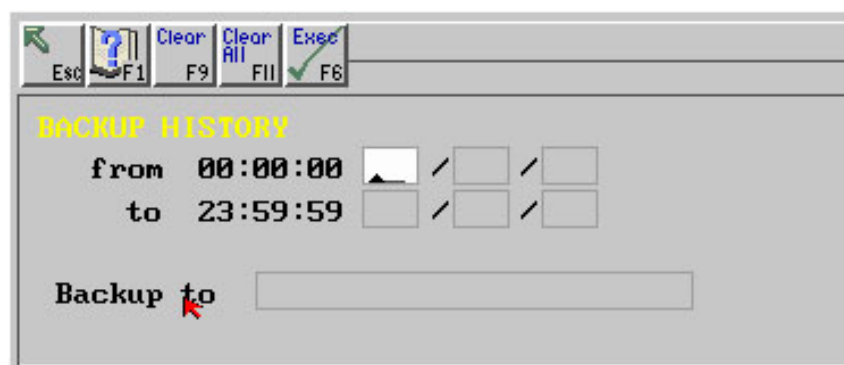 Clear Clear Exec
All
Esc F1 F9 F11 F6
BACKUP HISTORY
from 00:00:00 / /
to 23:59:59 / /
Backup to